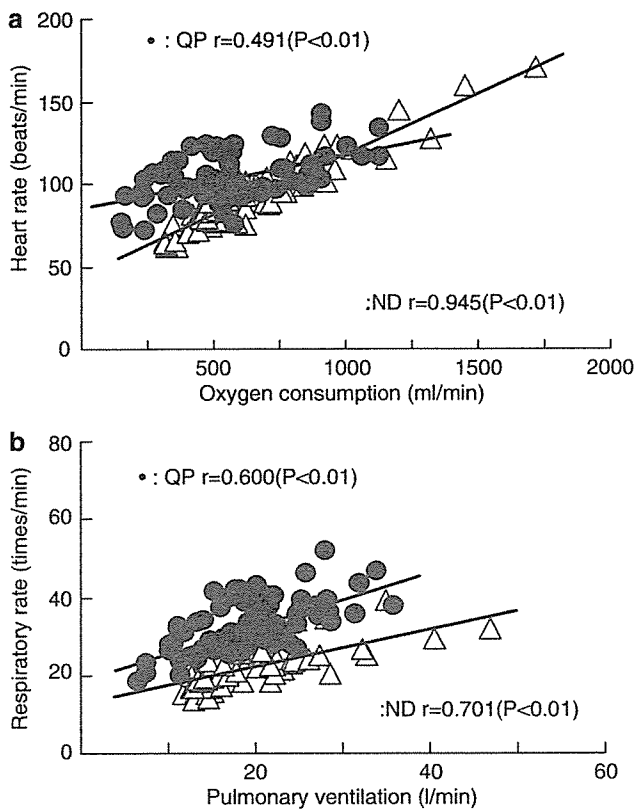 a
200
150
100
50
0
Heart rate (beats/min)
• : QP r=0.491(P<0.01)
:ND r=0.945(P<0.01)
500 1000 1500 2000
Oxygen consumption (ml/min)
b
80
60
40
20
0
Respiratory rate (times/min)
• : QP r=0.600(P<0.01)
:ND r=0.701(P<0.01)
20 40 60
Pulmonary ventilation (l/min)